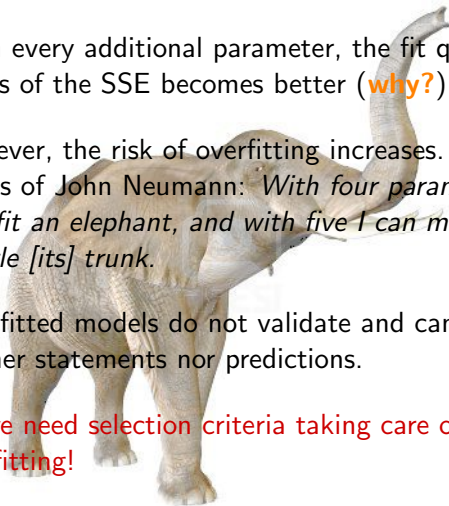 every additional parameter, the fit q
s of the SSE becomes better (why?)
ever, the risk of overfitting increases.
s of John Neumann: With four param
fit an elephant, and with five I can m
le [its] trunk.
fitted models do not validate and can
her statements nor predictions.
e need selection criteria taking care o
fitting!